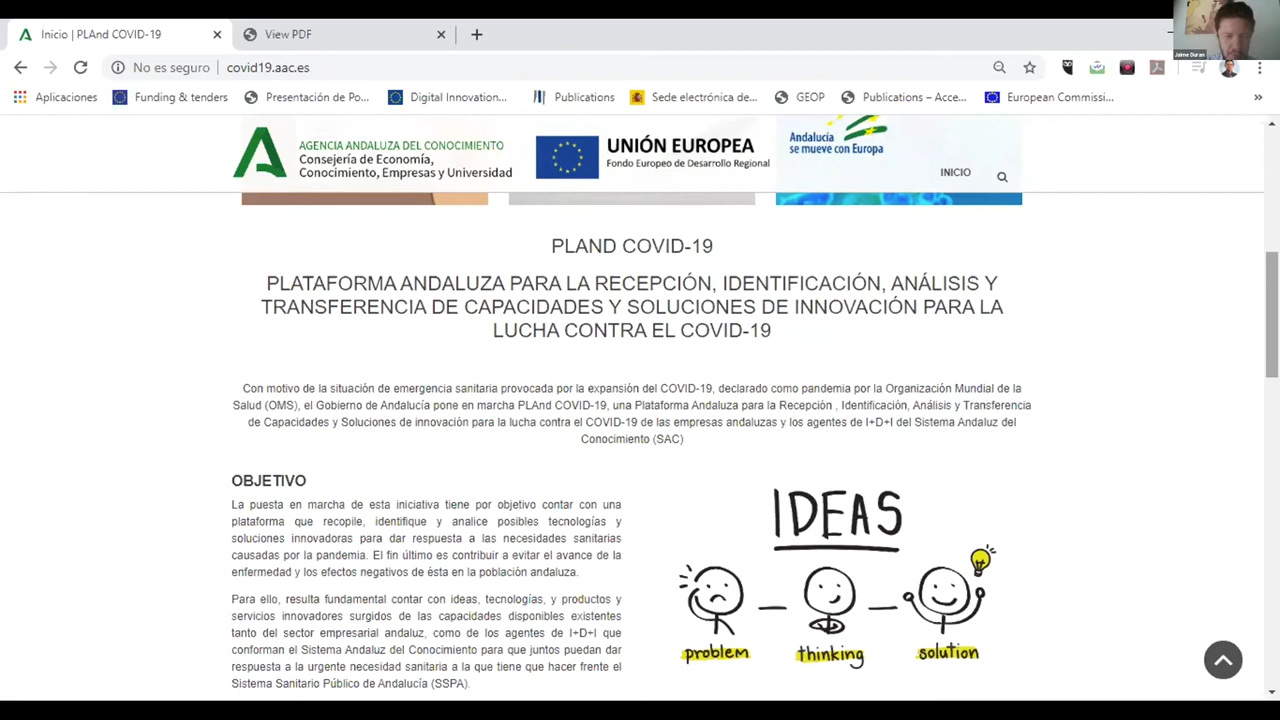 Inicio | PLAnd COVID-19
View PDF
Jaime Duran
No es seguro | covid19.aac.es
Aplicaciones
Funding & tenders
Presentación de Po...
Digital Innovation...
Publications
Sede electrónica de...
GEOP
Publications – Acce...
European Commissi...
»
AGENCIA ANDALUZA DEL CONOCIMIENTO
Consejería de Economía,
Conocimiento, Empresas y Universidad
UNIÓN EUROPEA
Fondo Europeo de Desarrollo Regional
Andalucía
se mueve con Europa
INICIO
PLAND COVID-19
PLATAFORMA ANDALUZA PARA LA RECEPCIÓN, IDENTIFICACIÓN, ANÁLISIS Y
TRANSFERENCIA DE CAPACIDADES Y SOLUCIONES DE INNOVACIÓN PARA LA
LUCHA CONTRA EL COVID-19
Con motivo de la situación de emergencia sanitaria provocada por la expansión del COVID-19, declarado como pandemia por la Organización Mundial de la
Salud (OMS), el Gobierno de Andalucía pone en marcha PLAnd COVID-19, una Plataforma Andaluza para la Recepción , Identificación, Análisis y Transferencia
de Capacidades y Soluciones de innovación para la lucha contra el COVID-19 de las empresas andaluzas y los agentes de I+D+I del Sistema Andaluz del
Conocimiento (SAC)
OBJETIVO
La puesta en marcha de esta iniciativa tiene por objetivo contar con una
plataforma que recopile, identifique y analice posibles tecnologías y
soluciones innovadoras para dar respuesta a las necesidades sanitarias
causadas por la pandemia. El fin último es contribuir a evitar el avance de la
enfermedad y los efectos negativos de ésta en la población andaluza.
Para ello, resulta fundamental contar con ideas, tecnologías, y productos y
servicios innovadores surgidos de las capacidades disponibles existentes
tanto del sector empresarial andaluz, como de los agentes de I+D+I que
conforman el Sistema Andaluz del Conocimiento para que juntos puedan dar
respuesta a la urgente necesidad sanitaria a la que tiene que hacer frente el
Sistema Sanitario Público de Andalucía (SSPA).
IDEAS
problem
thinking
solution